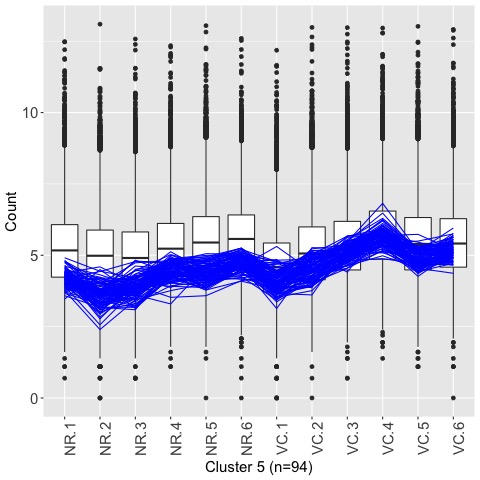 Count
10
5
0
NR.1
NR.2
NR.3
NR.4
NR.5
NR.6
VC.1
VC.2
VC.3
VC.4
VC.5
VC.6
Cluster 5 (n=94)